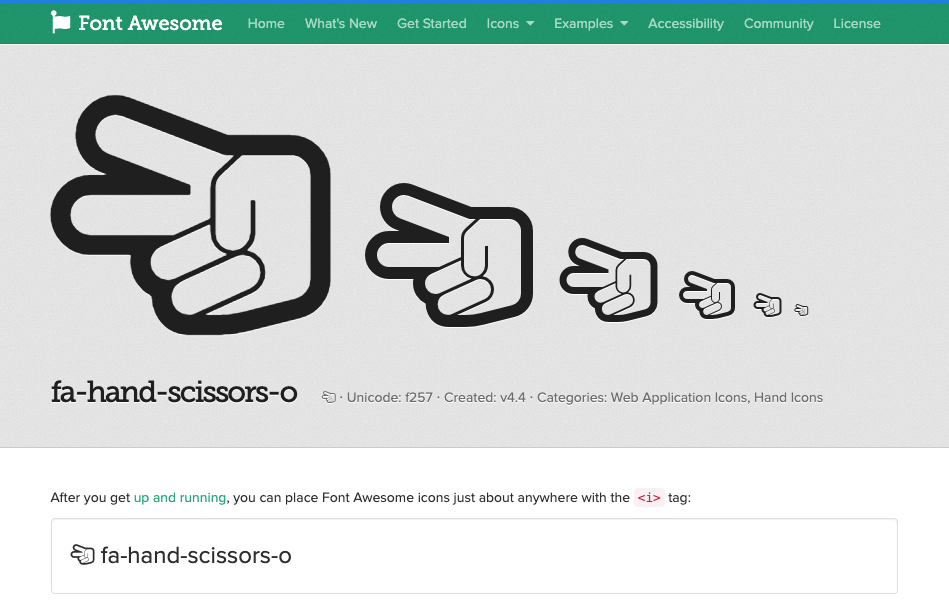 Font Awesome Home What's New Get Started Icons Examples Accessibility Community License
fa-hand-scissors-o · Unicode: f257 · Created: v4.4 · Categories: Web Application Icons, Hand Icons
After you get up and running, you can place Font Awesome icons just about anywhere with the <i> tag:
fa-hand-scissors-o